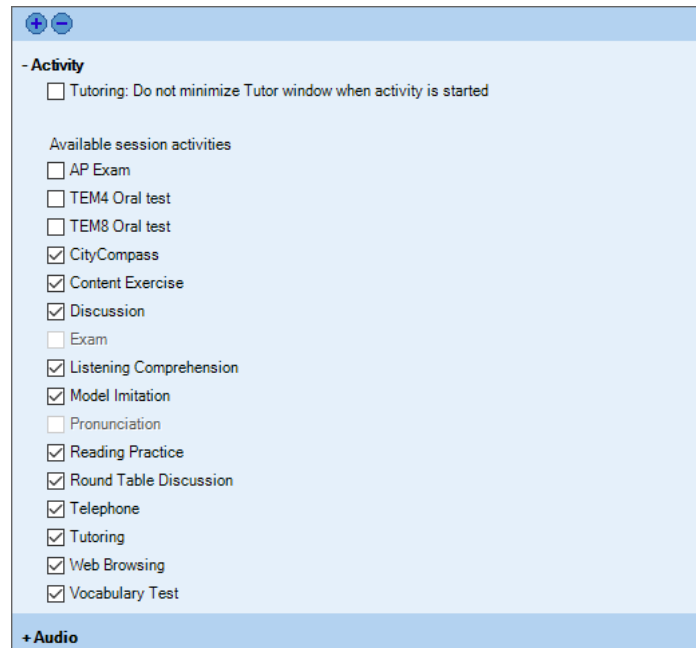 - Activity
Tutoring: Do not minimize Tutor window when activity is started
Available session activities
AP Exam
TEM4 Oral test
TEM8 Oral test
CityCompass
Content Exercise
Discussion
Exam
Listening Comprehension
Model Imitation
Pronunciation
Reading Practice
Round Table Discussion
Telephone
Tutoring
Web Browsing
Vocabulary Test
+ Audio